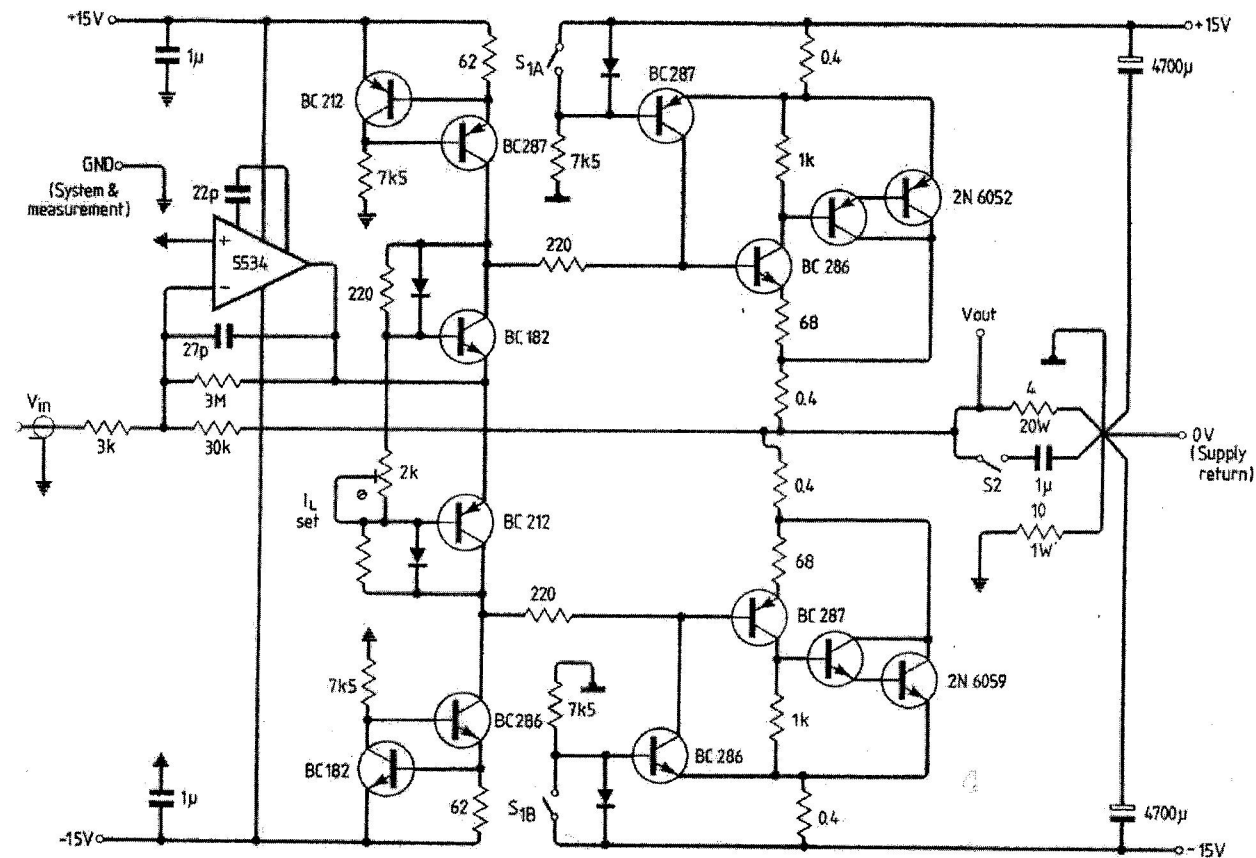 +15V
1µ
GND
(System &
measurement)
22p
+
5534
−
27p
3M
Vin
3k
30k
BC 212
62
BC287
7k5
220
BC 182
2k
IL
set
BC 212
7k5
BC286
BC182
62
1µ
-15V
S1A
BC287
7k5
0.4
+15V
4700µ
1k
2N 6052
220
BC 286
68
Vout
0.4
4
20W
0V
(Supply
return)
S2
1µ
10
1W
0.4
68
220
BC 287
2N 6059
7k5
1k
BC 286
S1B
0.4
4700µ
-15V